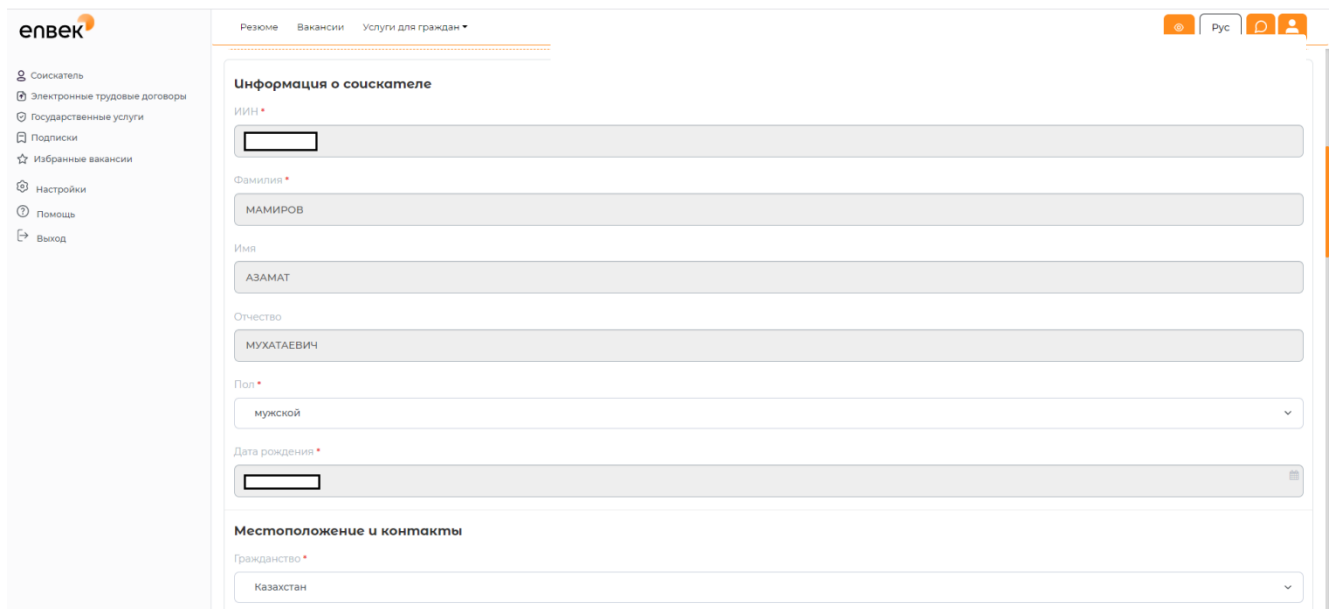 enбек
Резюме Вакансии Услуги для граждан
Рус
Соискатель
Электронные трудовые договоры
Государственные услуги
Подписки
Избранные вакансии
Настройки
Помощь
Выход
Информация о соискателе
ИИН *
Фамилия *
МАМИРОВ
Имя
АЗАМАТ
Отчество
МУХАТАЕВИЧ
Пол *
мужской
Дата рождения *
Местоположение и контакты
Гражданство *
Казахстан